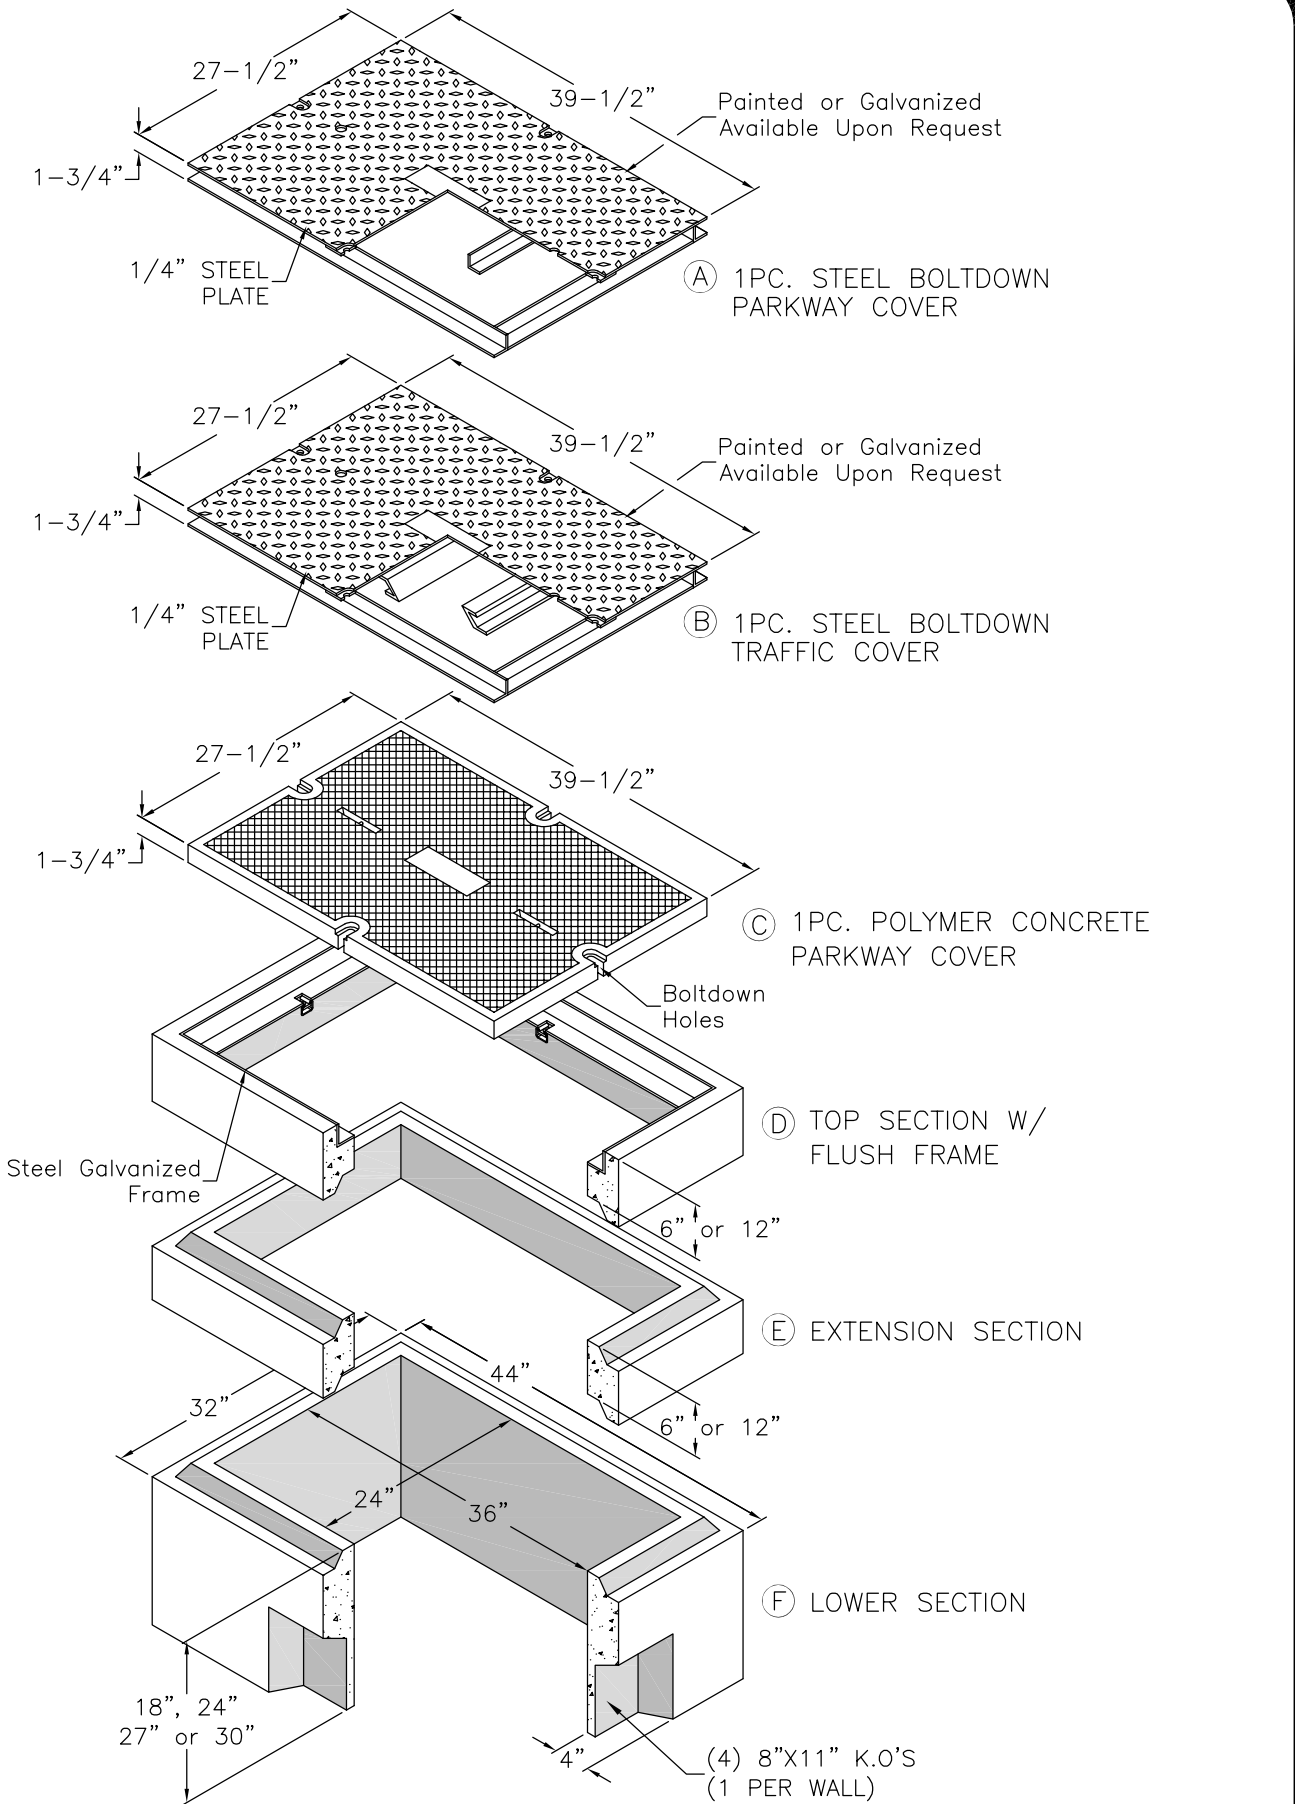 27-1/2"
39-1/2"
Painted or Galvanized
Available Upon Request
1-3/4"
1/4" STEEL
PLATE
A 1PC. STEEL BOLTDOWN
PARKWAY COVER
27-1/2"
39-1/2"
Painted or Galvanized
Available Upon Request
1-3/4"
1/4" STEEL
PLATE
B 1PC. STEEL BOLTDOWN
TRAFFIC COVER
27-1/2"
39-1/2"
1-3/4"
C 1PC. POLYMER CONCRETE
PARKWAY COVER
Boltdown
Holes
D TOP SECTION W/
FLUSH FRAME
Steel Galvanized
Frame
6" or 12"
E EXTENSION SECTION
44"
32"
6" or 12"
24"
36"
F LOWER SECTION
18", 24"
27" or 30"
4"
(4) 8"X11" K.O'S
(1 PER WALL)